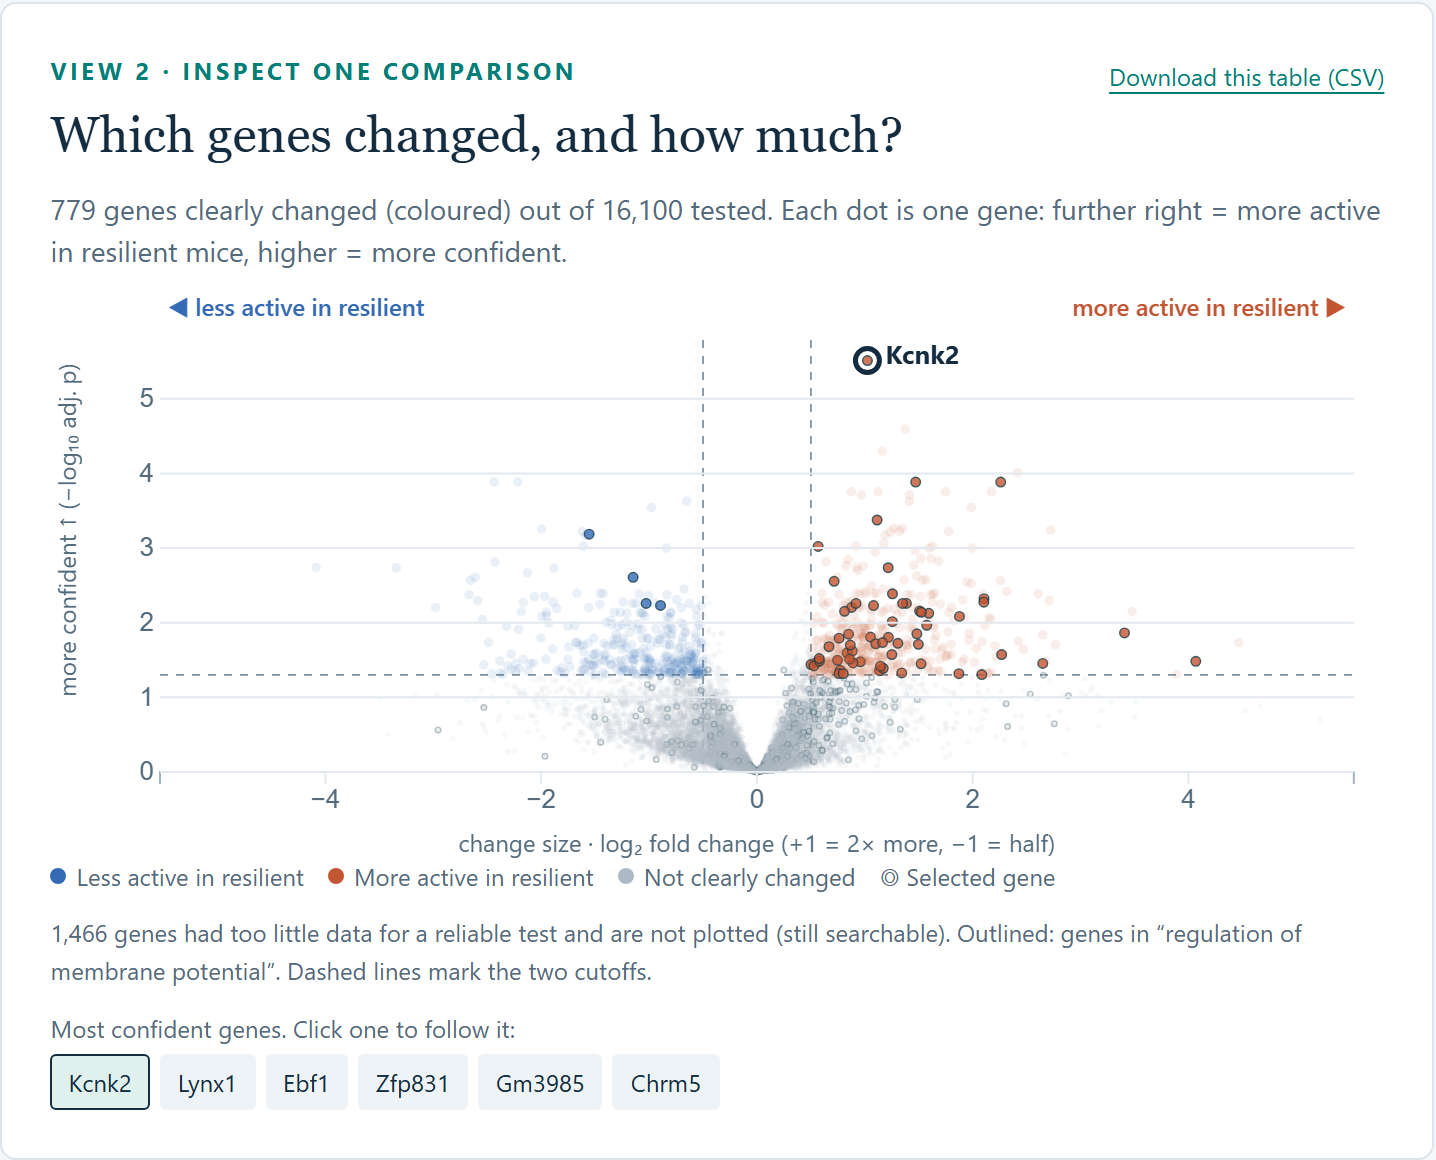 VIEW 2 · INSPECT ONE COMPARISON
Download this table (CSV)
Which genes changed, and how much?
779 genes clearly changed (coloured) out of 16,100 tested. Each dot is one gene: further right = more active
in resilient mice, higher = more confident.
◀ less active in resilient
more active in resilient ▶
Kcnk2
more confident ↑ (−log₁₀ adj. p)
5
4
3
2
1
0
−4
−2
0
2
4
change size · log₂ fold change (+1 = 2× more, −1 = half)
Less active in resilient
More active in resilient
Not clearly changed
◎ Selected gene
1,466 genes had too little data for a reliable test and are not plotted (still searchable). Outlined: genes in “regulation of
membrane potential”. Dashed lines mark the two cutoffs.
Most confident genes. Click one to follow it:
Kcnk2
Lynx1
Ebf1
Zfp831
Gm3985
Chrm5